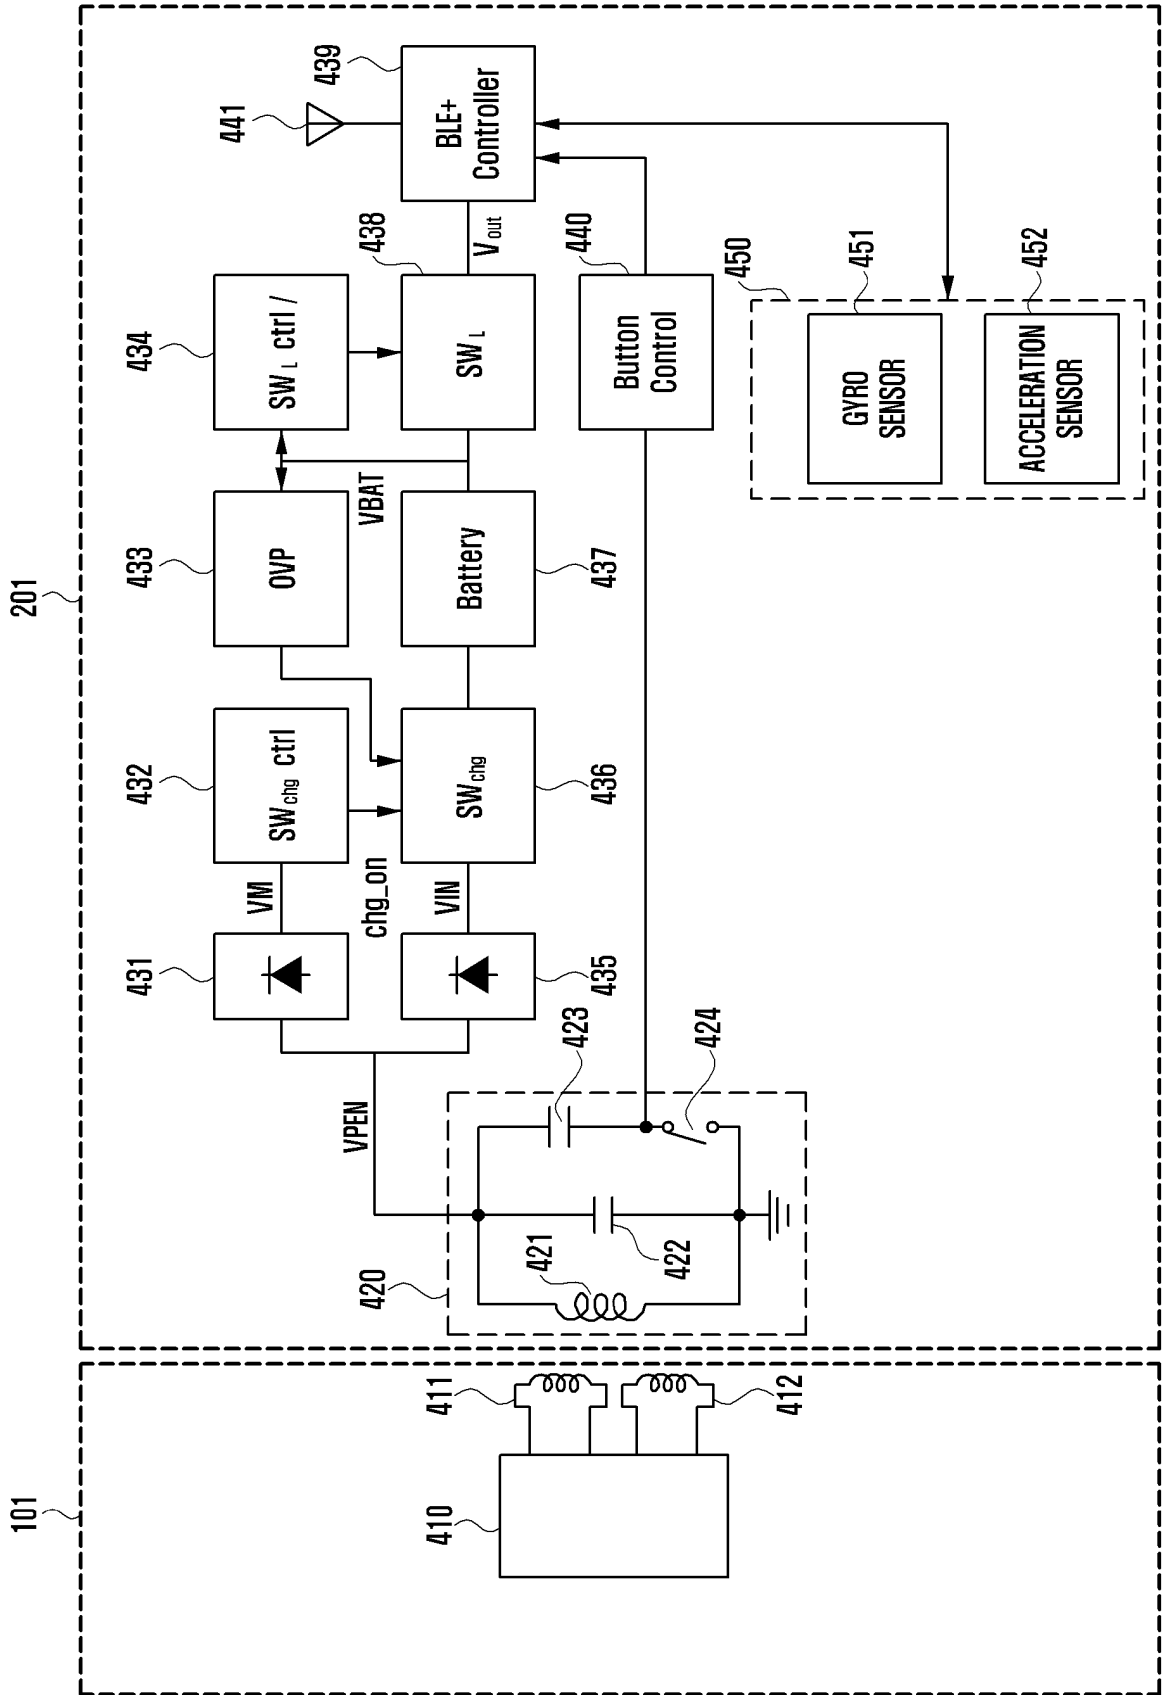 101
201
410
411
412
420
421
422
423
424
VPEN
431
432
433
434
VM
SWchg ctrl
OVP
SWL ctrl /
chg_on
VBAT
441
439
VIN
SWchg
Battery
SWL
Vout
BLE+
Controller
435
436
437
438
440
Button
Control
450
451
GYRO
SENSOR
452
ACCELERATION
SENSOR